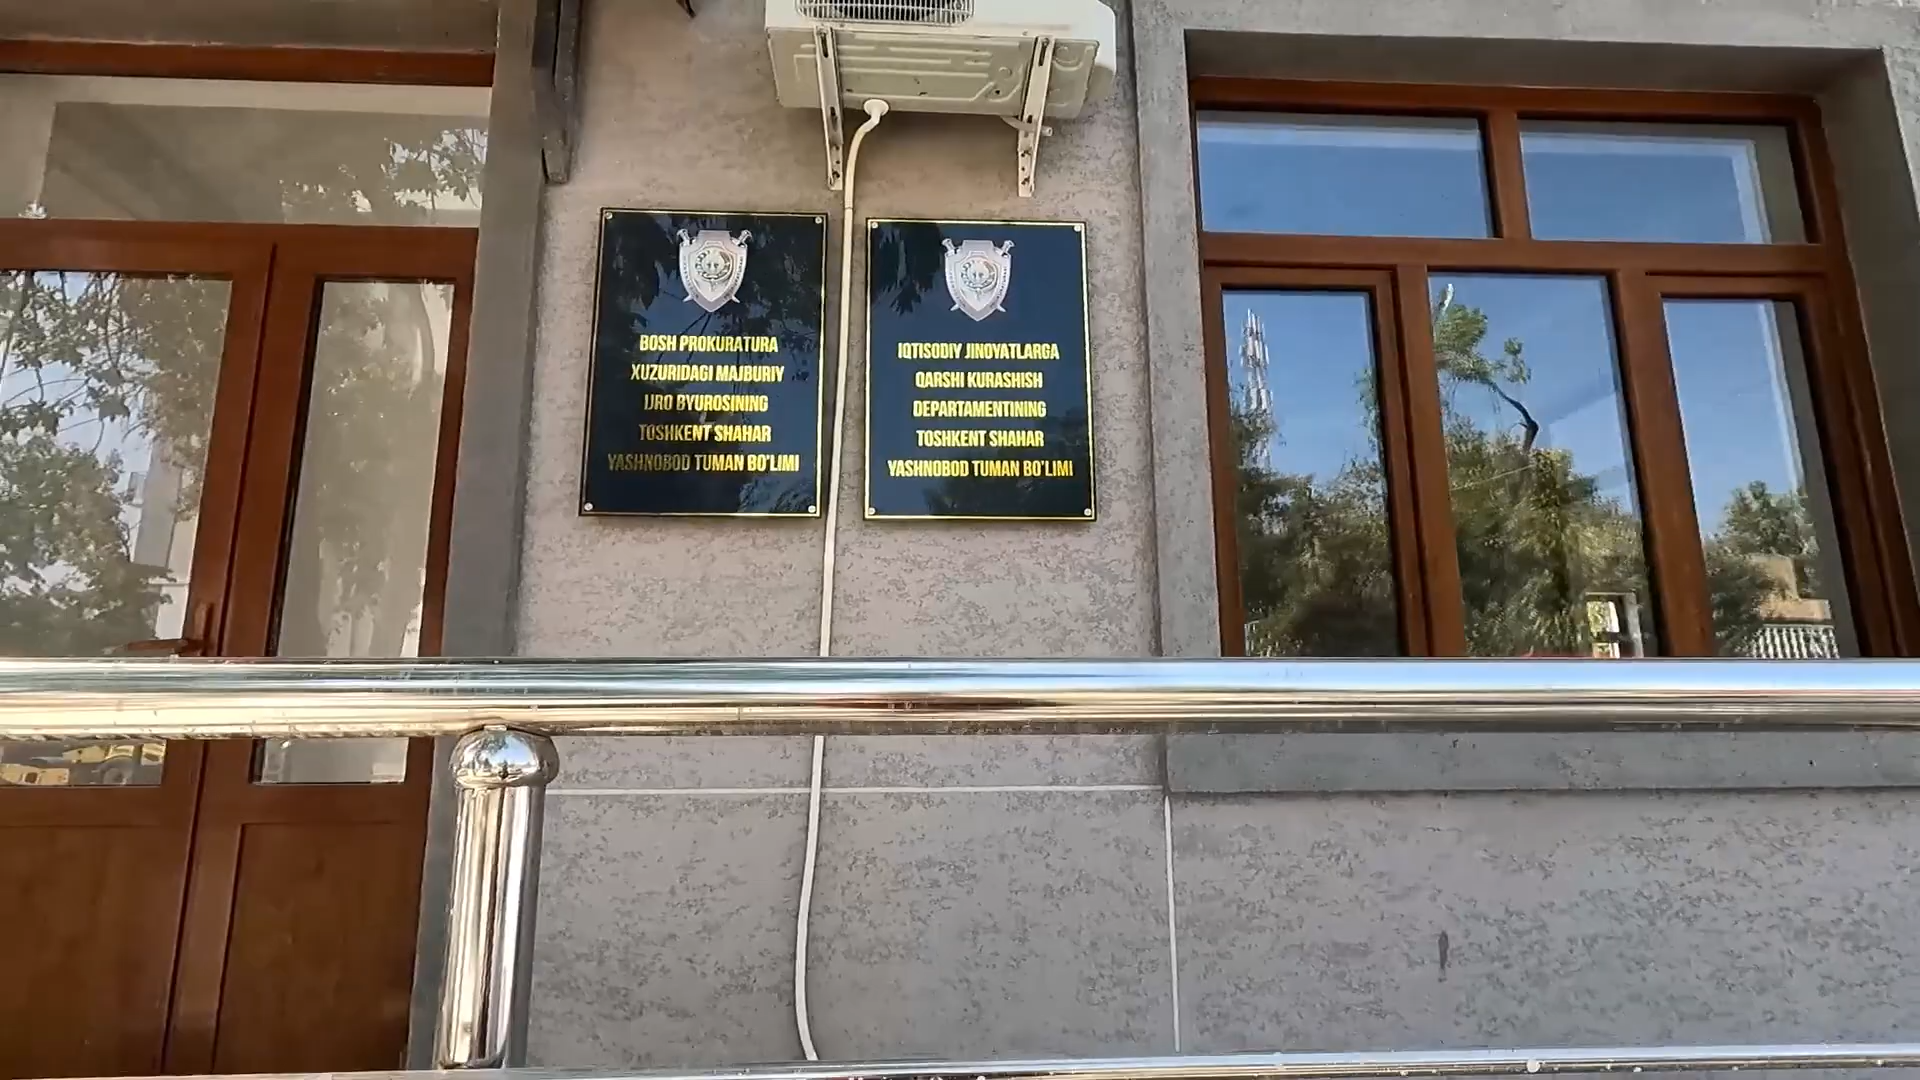 BOSH PROKURATURA
XUZURIDAGI MAJBURIY
IJRO BYUROSINING
TOSHKENT SHAHAR
YASHNOBOD TUMAN BO'LIMI
IQTISODIY JINOYATLARGA
QARSHI KURASHISH
DEPARTAMENTINING
TOSHKENT SHAHAR
YASHNOBOD TUMAN BO'LIMI